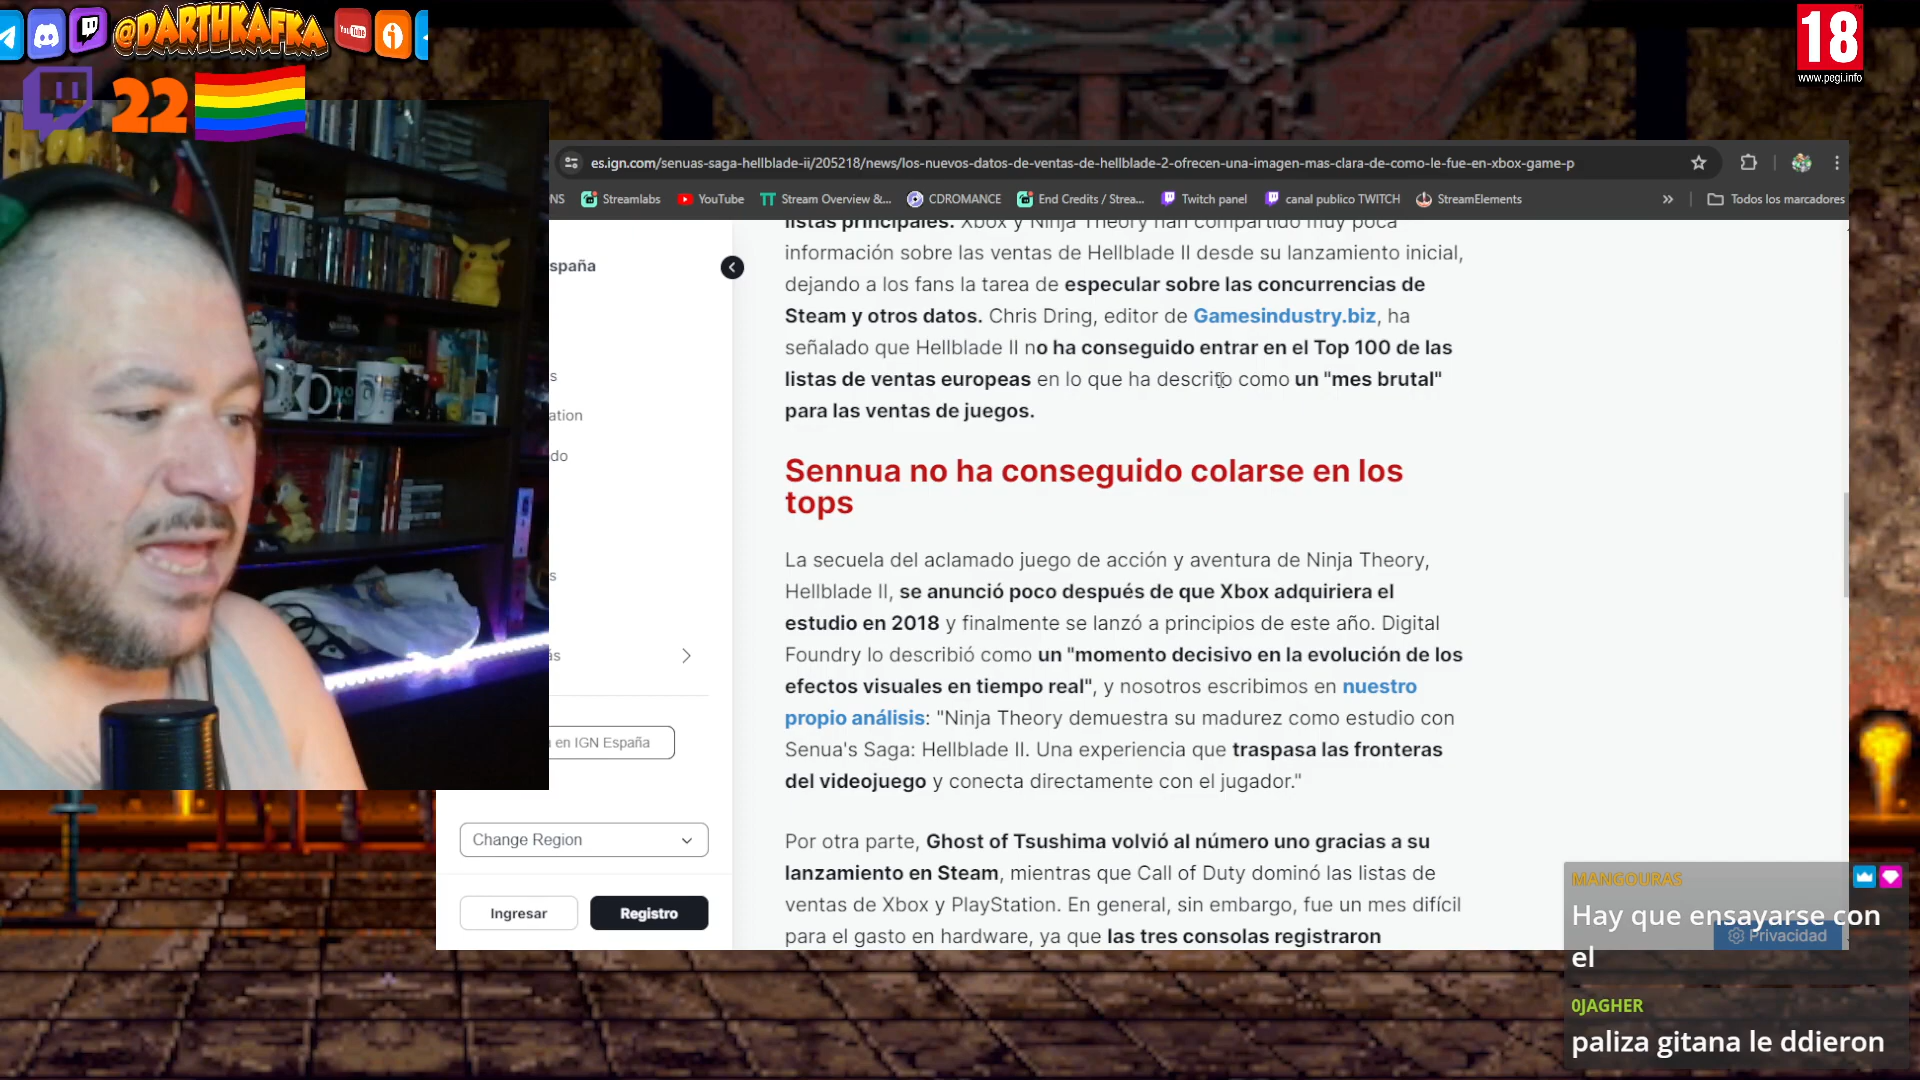 @DARTHKAFKA
YouTube
22
18
www.pegi.info
es.ign.com/senuas-saga-hellblade-ii/205218/news/los-nuevos-datos-de-ventas-de-hellblade-2-ofrecen-una-imagen-mas-clara-de-como-le-fue-en-xbox-game-p
NS Streamlabs YouTube Stream Overview &... CDROMANCE End Credits / Strea... Twitch panel canal publico TWITCH StreamElements » Todos los marcadores
spaña
s
ation
do
s
ás
a en IGN España
Change Region
Ingresar Registro
listas principales. Xbox y Ninja Theory han compartido muy poca
información sobre las ventas de Hellblade II desde su lanzamiento inicial,
dejando a los fans la tarea de especular sobre las concurrencias de
Steam y otros datos. Chris Dring, editor de Gamesindustry.biz, ha
señalado que Hellblade II no ha conseguido entrar en el Top 100 de las
listas de ventas europeas en lo que ha descrito como un "mes brutal"
para las ventas de juegos.
Sennua no ha conseguido colarse en los
tops
La secuela del aclamado juego de acción y aventura de Ninja Theory,
Hellblade II, se anunció poco después de que Xbox adquiriera el
estudio en 2018 y finalmente se lanzó a principios de este año. Digital
Foundry lo describió como un "momento decisivo en la evolución de los
efectos visuales en tiempo real", y nosotros escribimos en nuestro
propio análisis: "Ninja Theory demuestra su madurez como estudio con
Senua's Saga: Hellblade II. Una experiencia que traspasa las fronteras
del videojuego y conecta directamente con el jugador."
Por otra parte, Ghost of Tsushima volvió al número uno gracias a su
lanzamiento en Steam, mientras que Call of Duty dominó las listas de
ventas de Xbox y PlayStation. En general, sin embargo, fue un mes difícil
para el gasto en hardware, ya que las tres consolas registraron
Privacidad
MANGOURAS
Hay que ensayarse con
el
0JAGHER
paliza gitana le ddieron